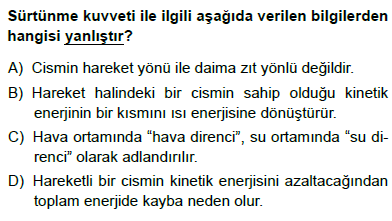 Sürtünme kuvveti ile ilgili aşağıda verilen bilgilerden
hangisi yanlıştır?
A) Cismin hareket yönü ile daima zıt yönlü değildir.
B) Hareket halindeki bir cismin sahip olduğu kinetik
enerjinin bir kısmını ısı enerjisine dönüştürür.
C) Hava ortamında “hava direnci”, su ortamında “su di-
renci” olarak adlandırılır.
D) Hareketli bir cismin kinetik enerjisini azaltacağından
toplam enerjide kayba neden olur.